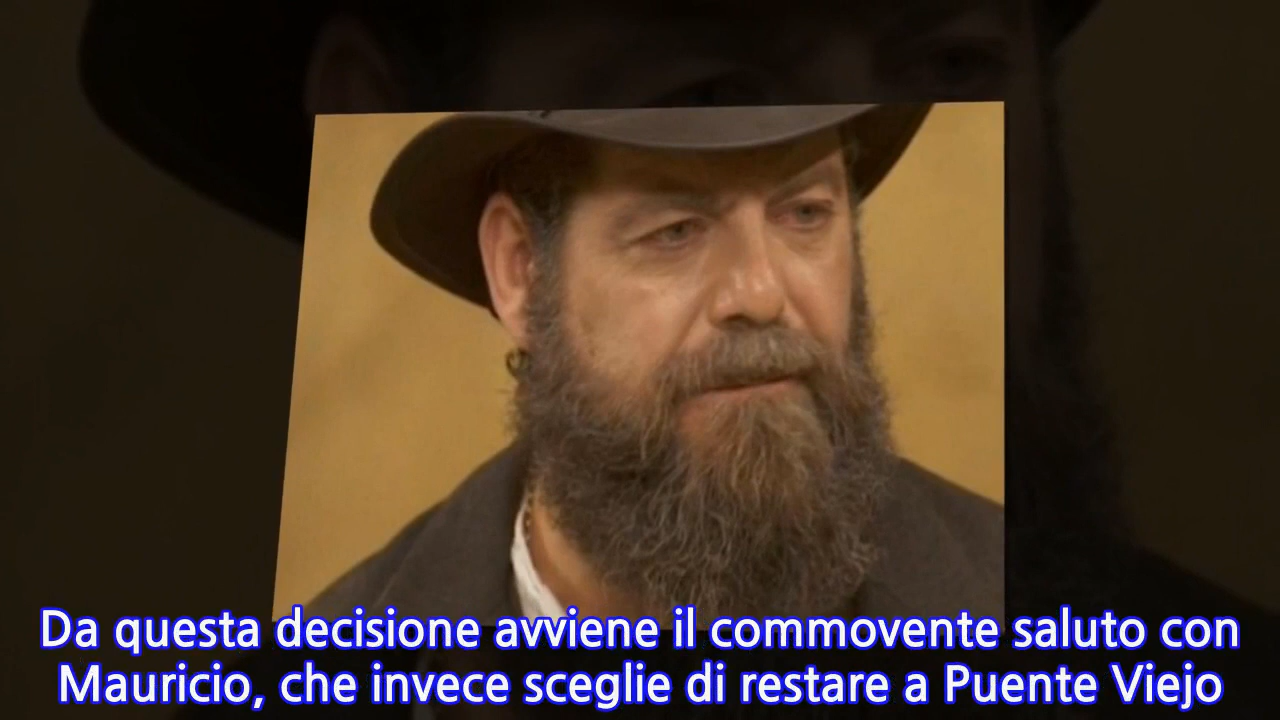 Da questa decisione avviene il commovente saluto con
Mauricio, che invece sceglie di restare a Puente Viejo